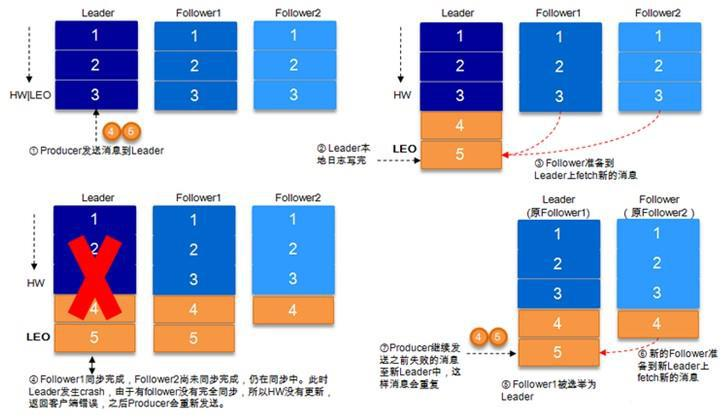 Leader Follower1 Follower2
1 1 1
2 2 2
HW|LEO 3 3 3
4 5
① Producer发送消息到Leader
Leader Follower1 Follower2
1 1 1
2 2 2
HW 3 3 3
4
② Leader本
地日志写完
LEO 5
③ Follower准备到
Leader上fetch新的消息
Leader Follower1 Follower2
1 1 1
2 2 2
HW 3 3
4 4 4
LEO 5 5
④ Follower1同步完成，Follower2尚未同步完成，仍在同步中。此时
Leader发生crash，由于有follower没有完全同步，所以HW没有更新，
返回客户端错误，之后Producer会重新发送。
Leader Follower
(原Follower1) （原Follower2）
1 1
2 2
3 3
4 4
5
4 5
⑦Producer继续发
送之前失败的消息
至新Leader中，这
样消息会重复
⑤ Follower1被选举为
Leader
⑥ 新的Follower准
备到新Leader上
fetch新的消息